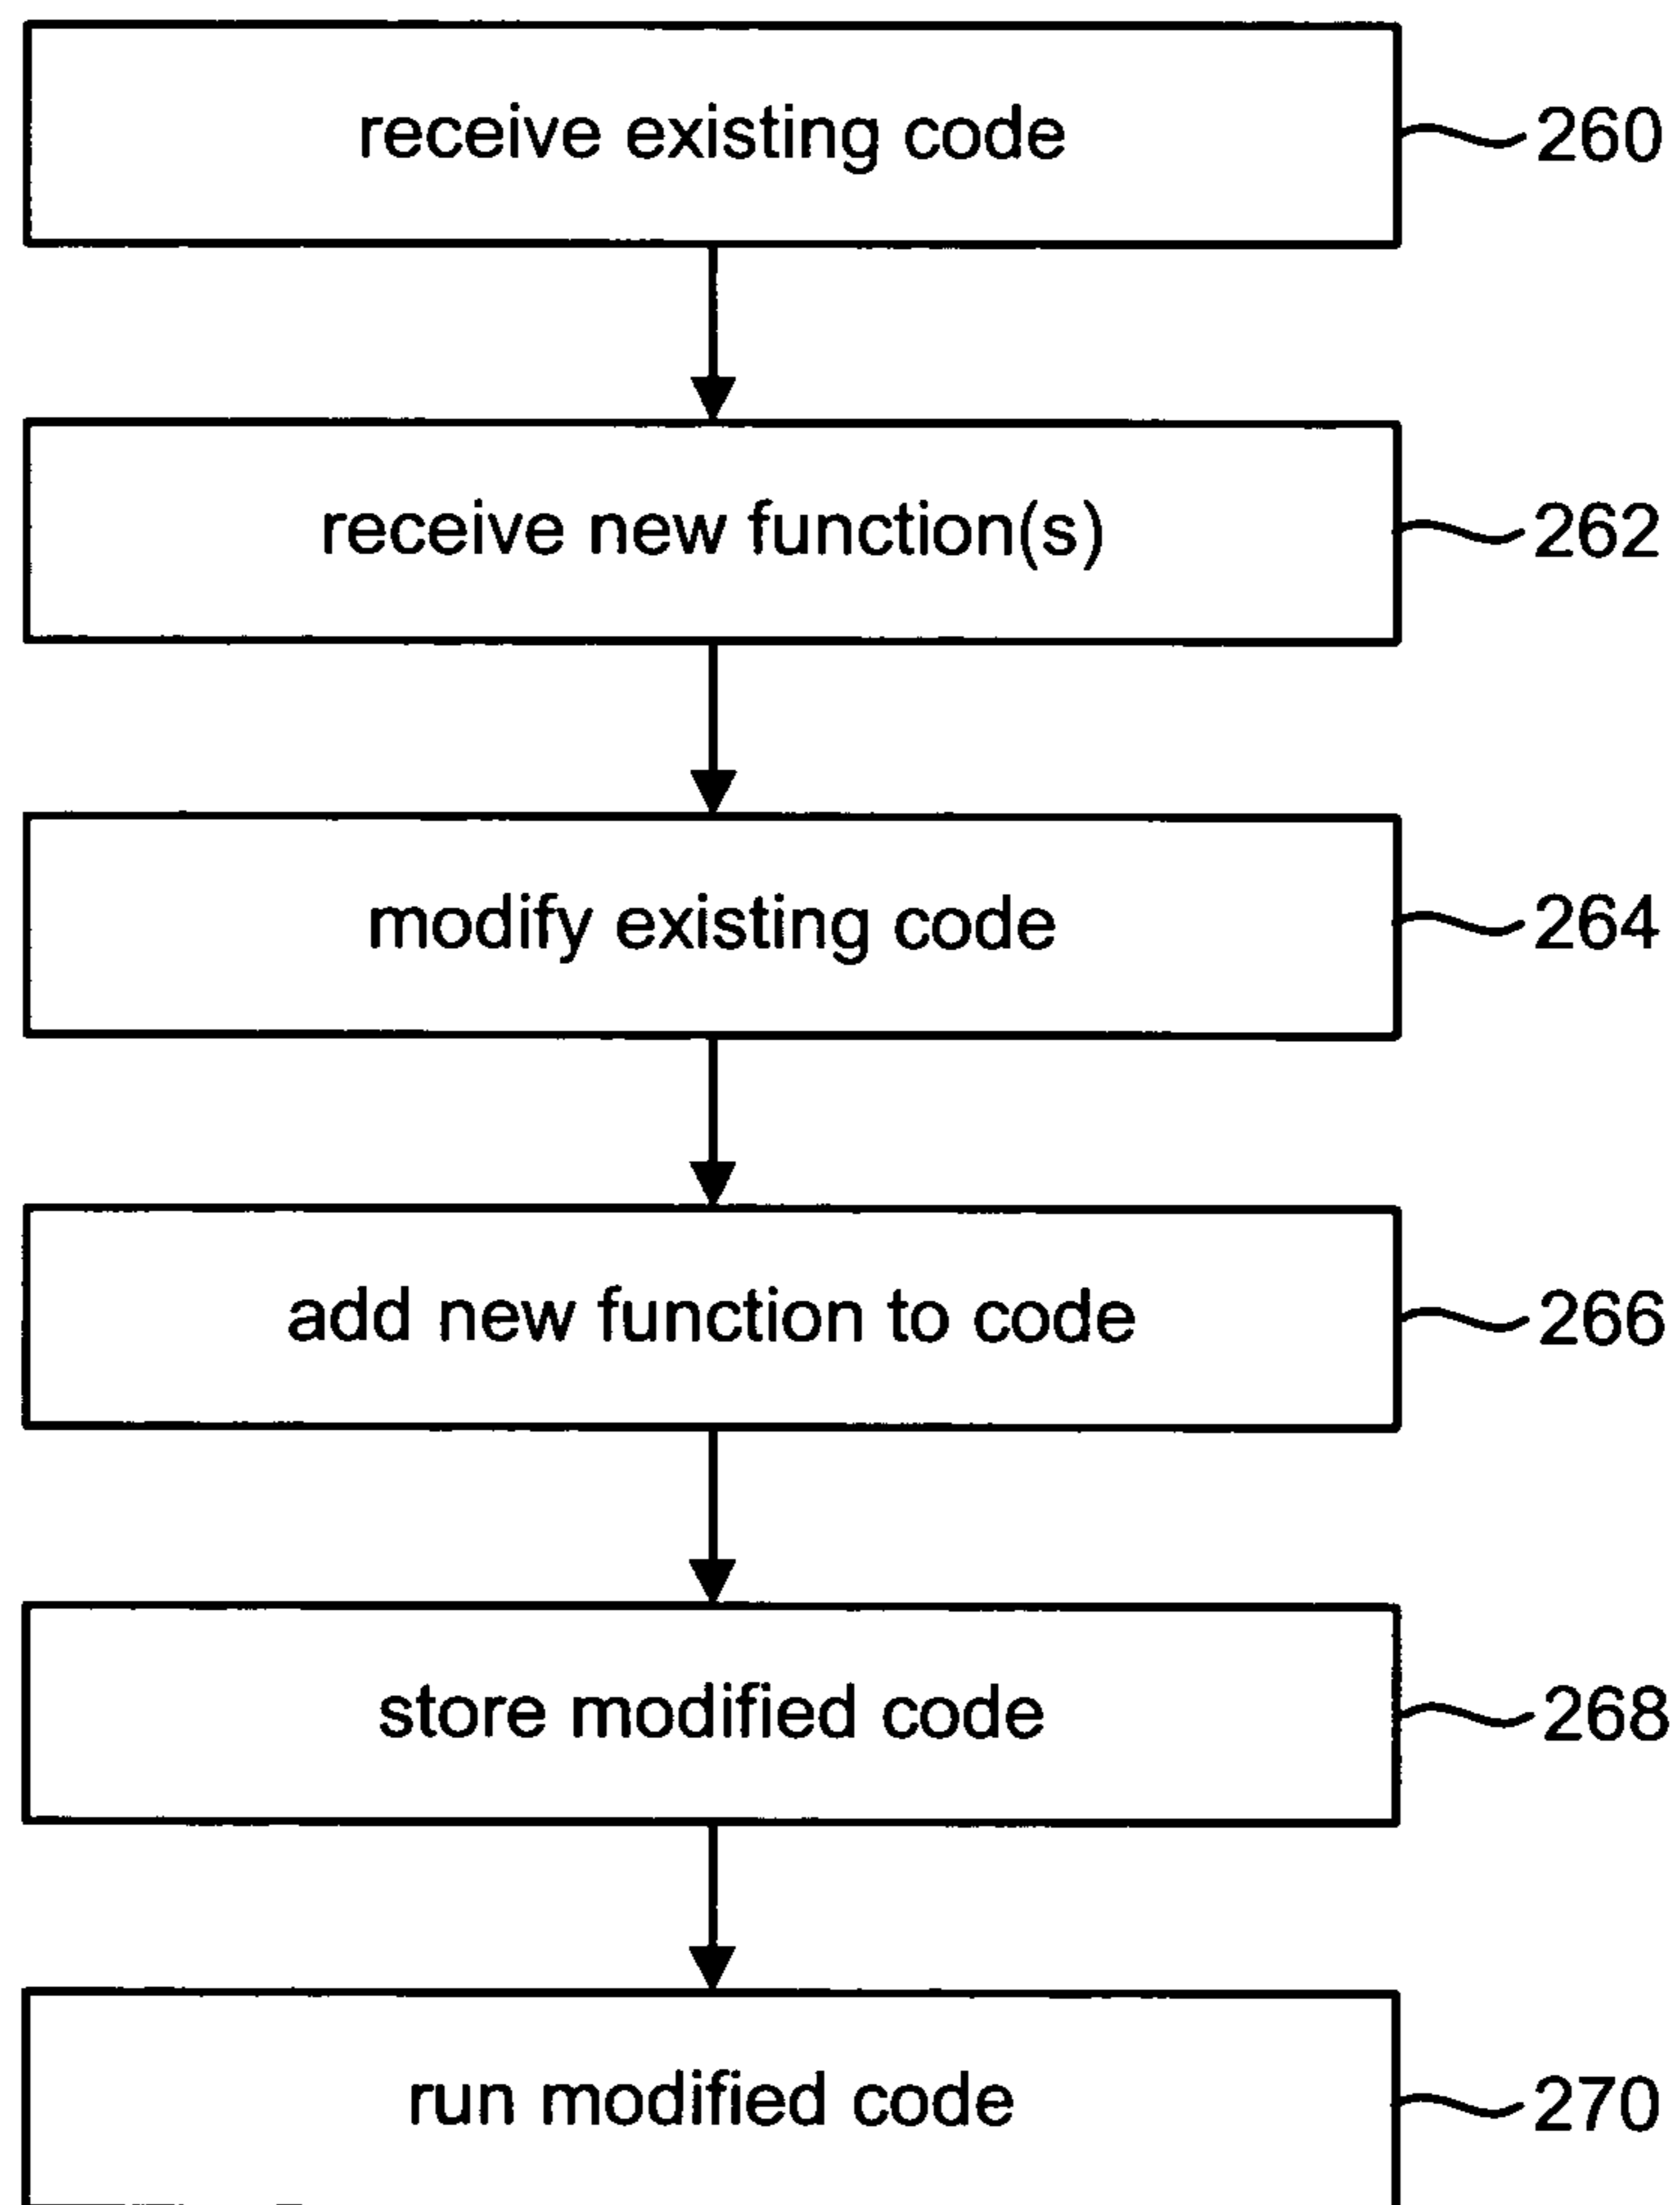 receive existing code
260
receive new function(s)
262
modify existing code
264
add new function to code
266
store modified code
268
run modified code
270